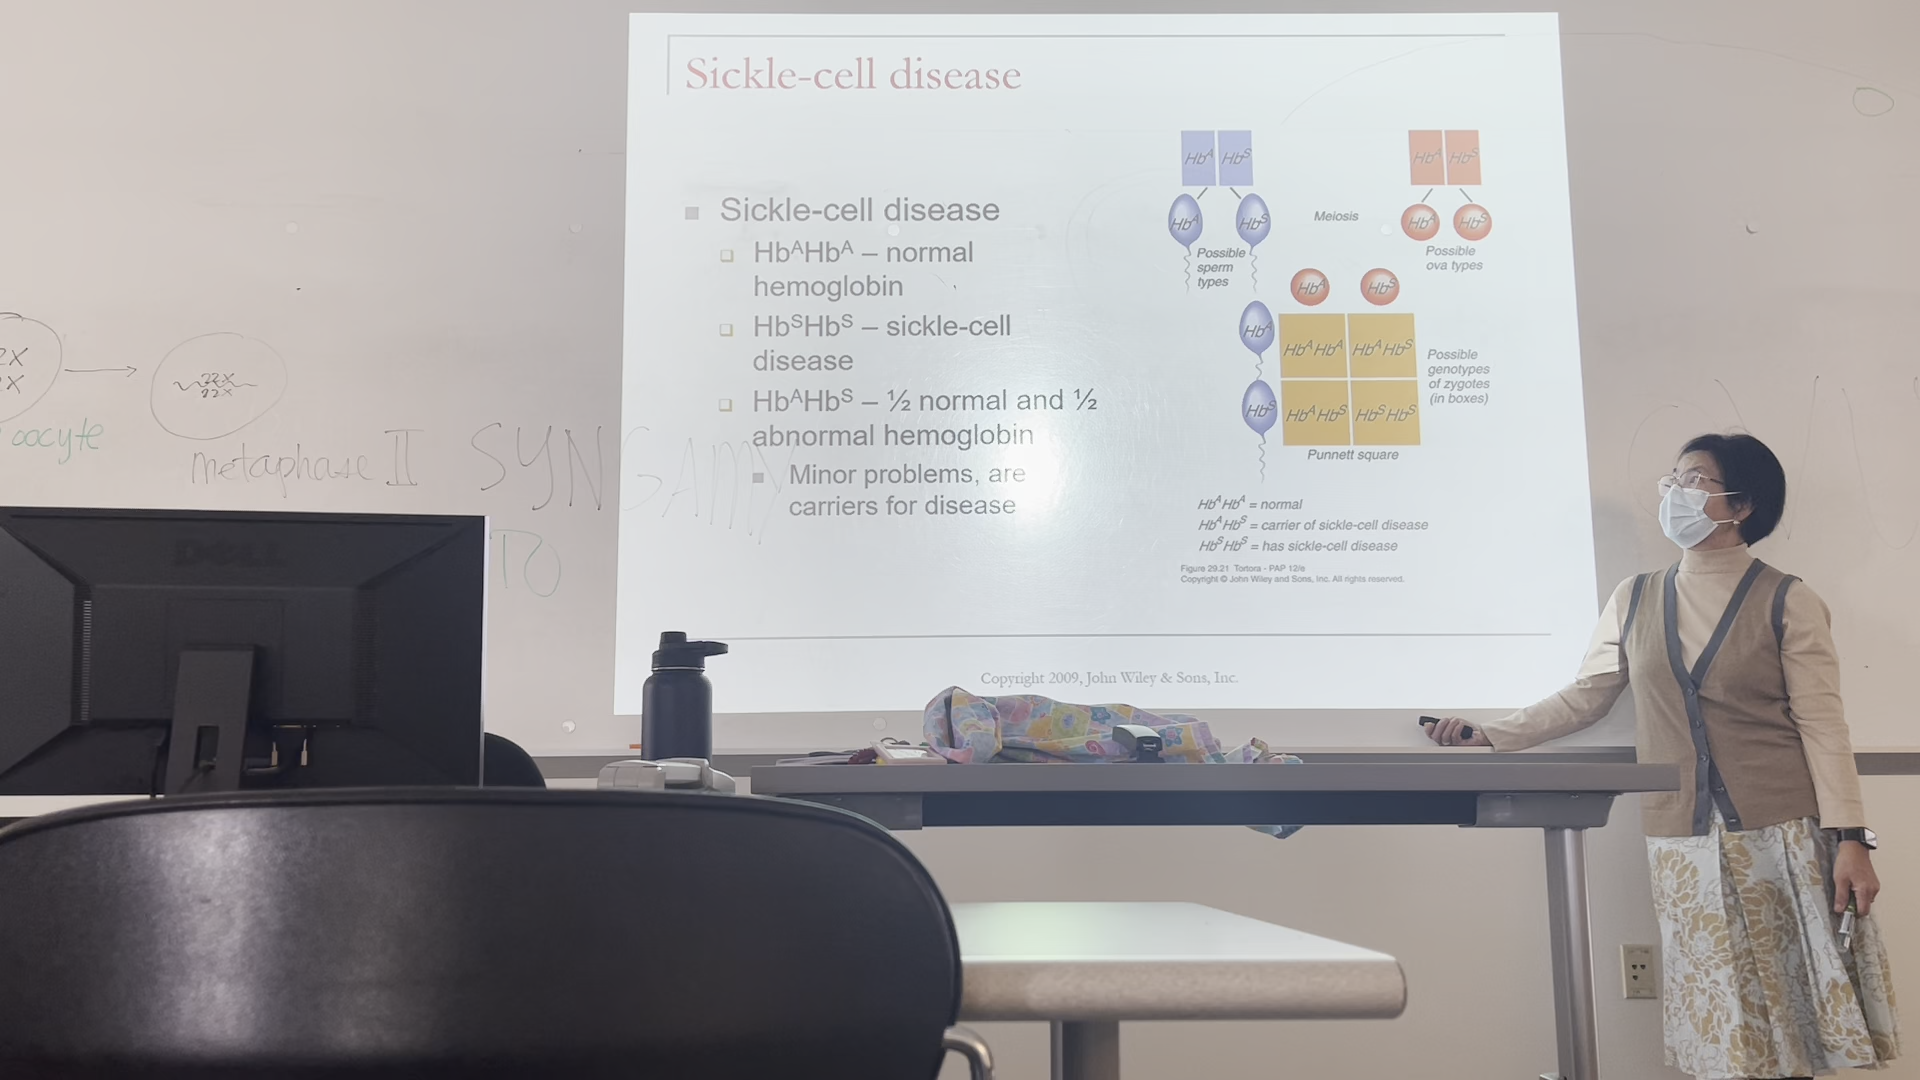 Sickle-cell disease
Sickle-cell disease
HbᴬHbᴬ – normal
hemoglobin
HbˢHbˢ – sickle-cell
disease
HbᴬHbˢ – ½ normal and ½
abnormal hemoglobin
Minor problems, are
carriers for disease
Hbᴬ Hbˢ
Hbᴬ Hbˢ
Hbᴬ Hbˢ
Meiosis
Hbᴬ Hbˢ
Possible
sperm
types
Possible
ova types
Hbᴬ Hbˢ
Hbᴬ HbᴬHbᴬ HbᴬHbˢ
Hbˢ HbᴬHbˢ HbˢHbˢ
Possible
genotypes
of zygotes
(in boxes)
Punnett square
HbᴬHbᴬ = normal
HbᴬHbˢ = carrier of sickle-cell disease
HbˢHbˢ = has sickle-cell disease
Figure 29.21 Tortora - PAP 12/e
Copyright © John Wiley and Sons, Inc. All rights reserved.
Copyright 2009, John Wiley & Sons, Inc.
22X
22X
oocyte
metaphase II
SYNGAMY
DELL